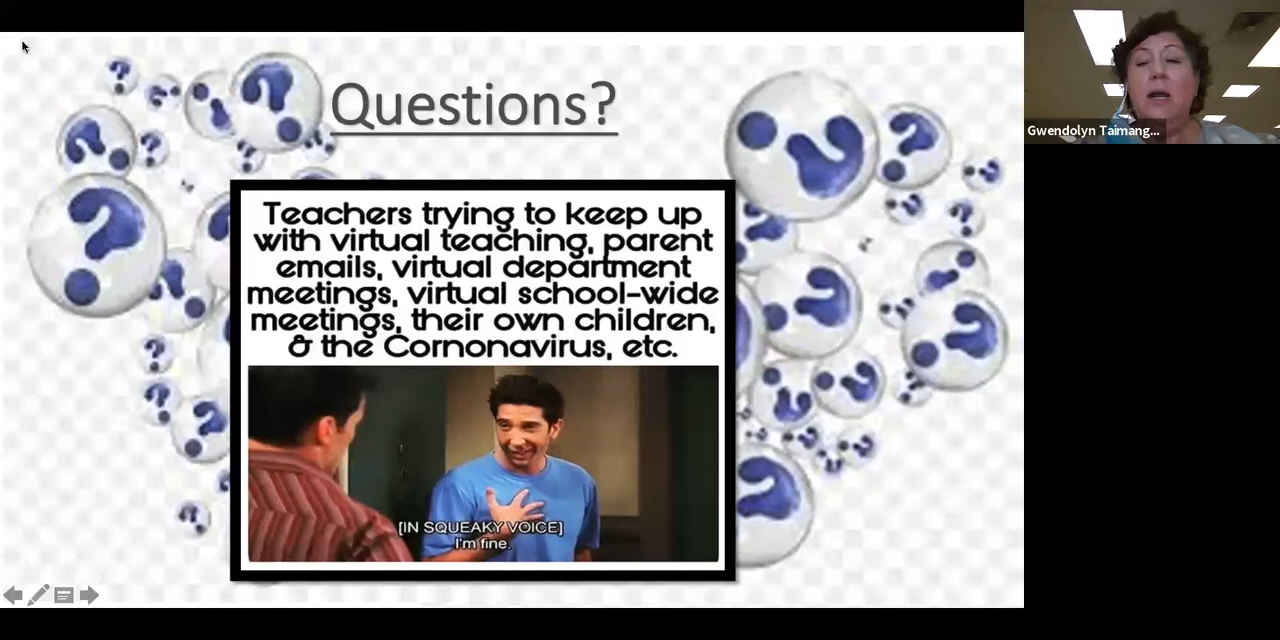 Questions?
Gwendolyn Taimang...
Teachers trying to keep up
with virtual teaching, parent
emails, virtual department
meetings, virtual school-wide
meetings, their own children,
& the Cornonavirus, etc.
[IN SQUEAKY VOICE]
I'm fine.